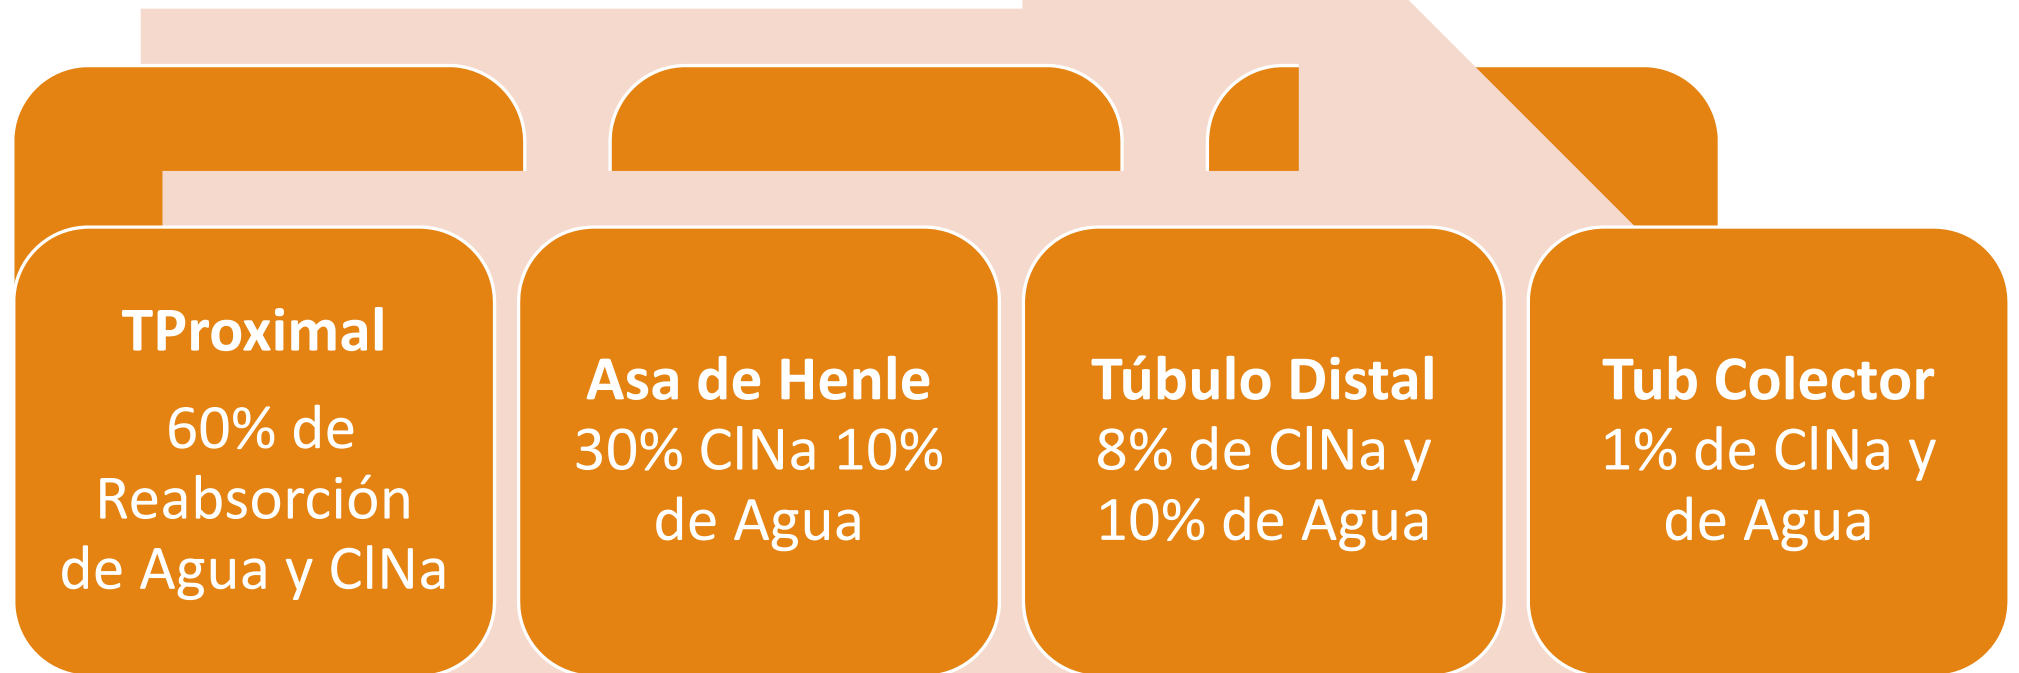 TProximal
60% de
Reabsorción
de Agua y ClNa
Asa de Henle
30% ClNa 10%
de Agua
Túbulo Distal
8% de ClNa y
10% de Agua
Tub Colector
1% de ClNa y
de Agua